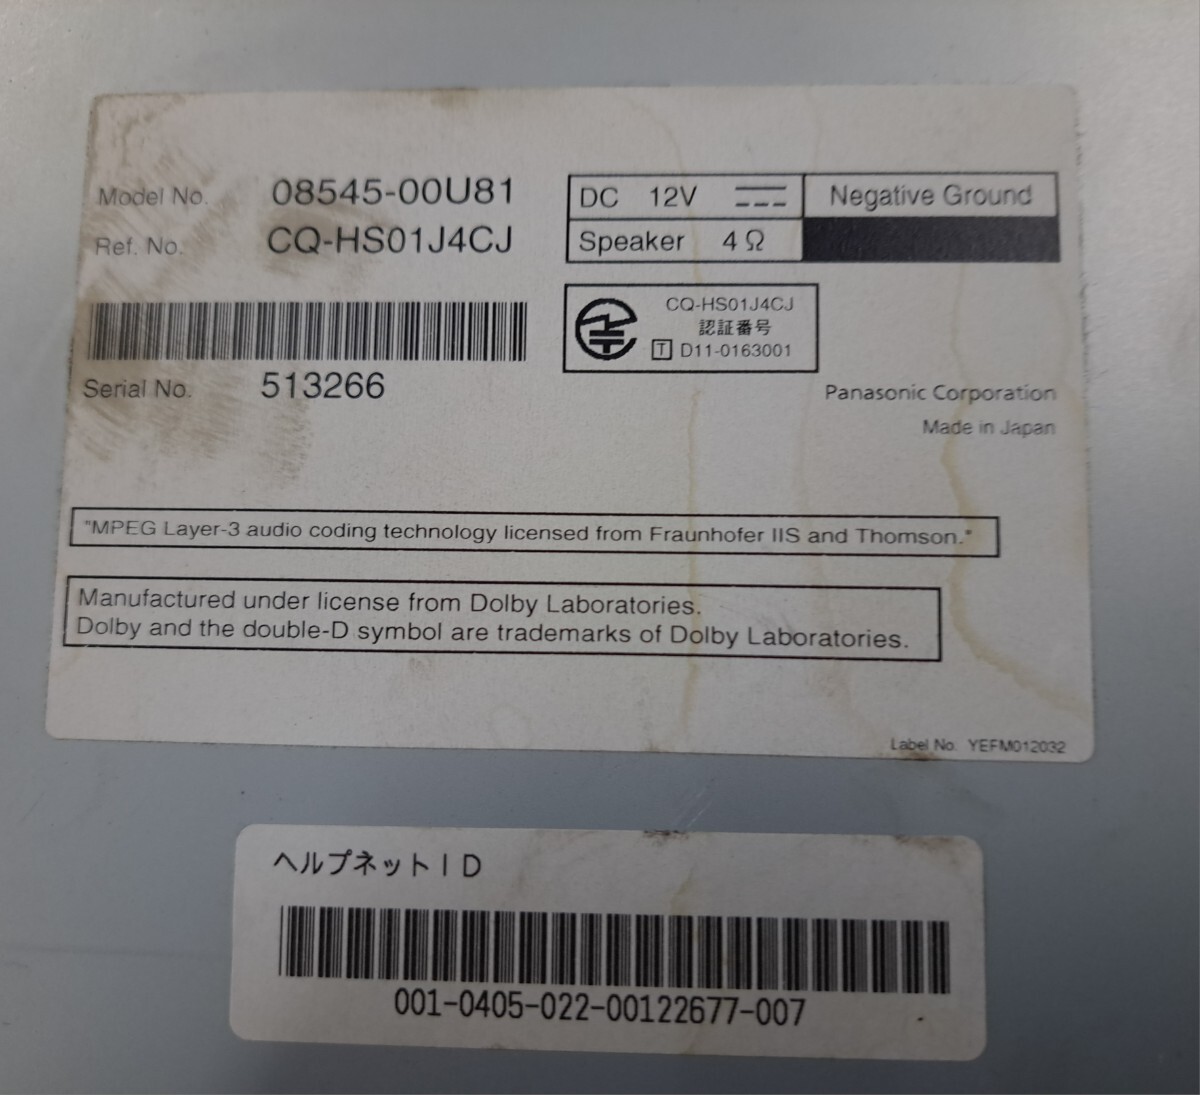 Model No. 08545-00U81
Ref. No. CQ-HS01J4CJ
DC 12V Negative Ground
Speaker 4Ω
CQ-HS01J4CJ
認証番号
T D11-0163001
Serial No. 513266
Panasonic Corporation
Made in Japan
"MPEG Layer-3 audio coding technology licensed from Fraunhofer IIS and Thomson."
Manufactured under license from Dolby Laboratories.
Dolby and the double-D symbol are trademarks of Dolby Laboratories.
Label No. YEFM012032
ヘルプネットID
001-0405-022-00122677-007